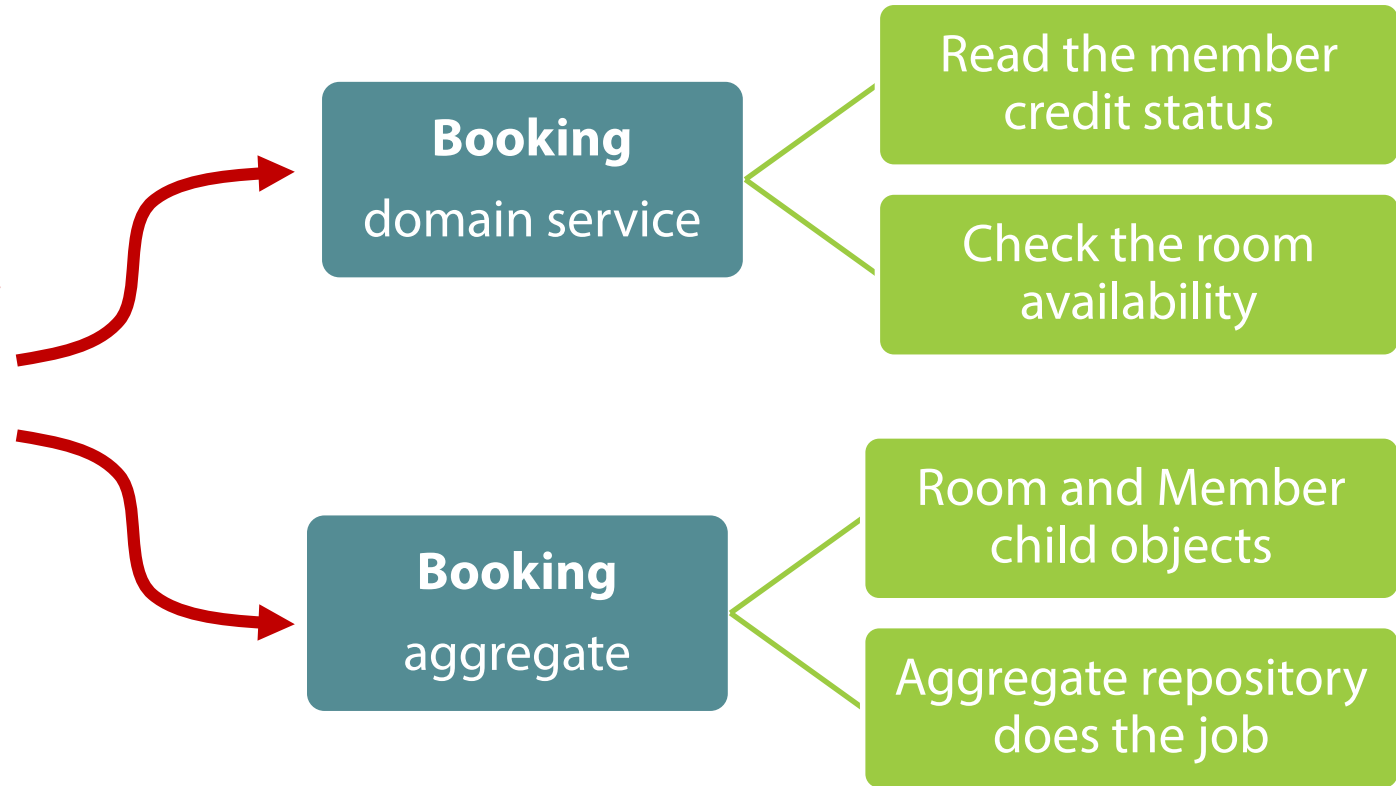 Booking
domain service
Read the member
credit status
Check the room
availability
Booking
aggregate
Room and Member
child objects
Aggregate repository
does the job